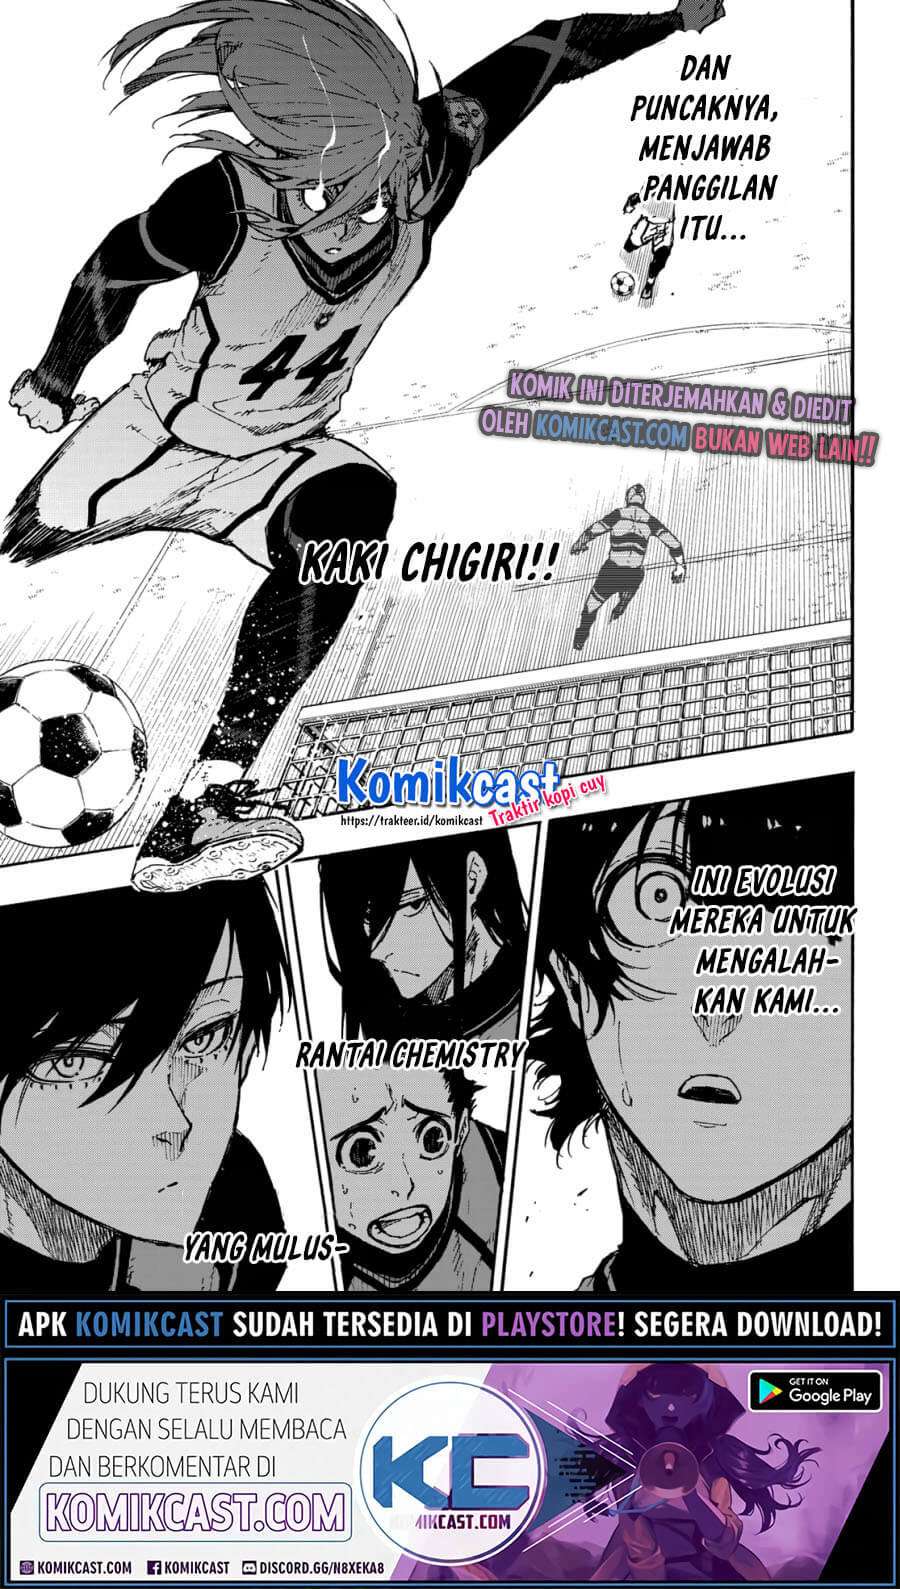 DAN
PUNCAKNYA,
MENJAWAB
PANGGILAN
ITU...
KOMIK INI DITERJEMAHKAN & DIEDIT
OLEH KOMIKCAST.COM BUKAN WEB LAIN!!
44
KAKI CHIGIRI!!
Komikcast
Traktir kopi cuy
https://trakteer.id/komikcast
INI EVOLUSI
MEREKA UNTUK
MENGALAH-
KAN KAMI...
RANTAI CHEMISTRY
YANG MULUS-
APK KOMIKCAST SUDAH TERSEDIA DI PLAYSTORE! SEGERA DOWNLOAD!
DUKUNG TERUS KAMI
DENGAN SELALU MEMBACA
DAN BERKOMENTAR DI
KOMIKCAST.COM
KOMIKCAST.COM
KOMIKCAST
DISCORD.GG/N8XEKA8
KC
KOMIKCAST.COM
GET IT ON
Google Play